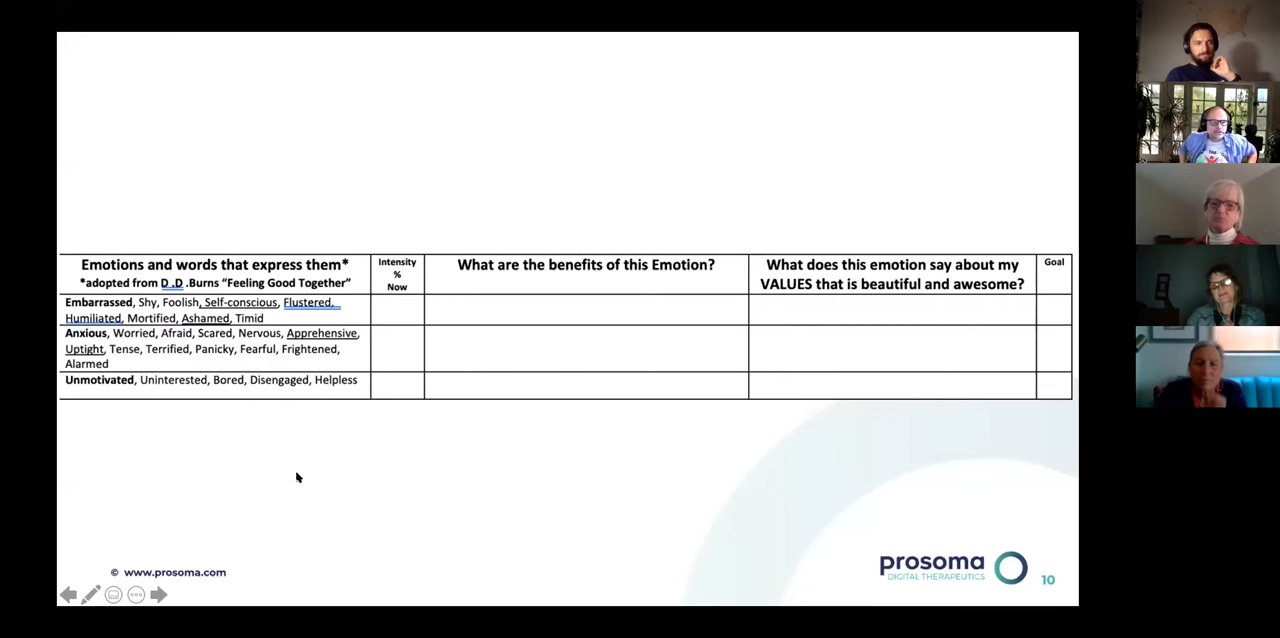 Emotions and words that express them*
*adopted from D .D .Burns “Feeling Good Together”
Intensity
%
Now
What are the benefits of this Emotion?
What does this emotion say about my
VALUES that is beautiful and awesome?
Goal
Embarrassed, Shy, Foolish, Self-conscious, Flustered,
Humiliated, Mortified, Ashamed, Timid
Anxious, Worried, Afraid, Scared, Nervous, Apprehensive,
Uptight, Tense, Terrified, Panicky, Fearful, Frightened,
Alarmed
Unmotivated, Uninterested, Bored, Disengaged, Helpless
© www.prosoma.com
prosoma
DIGITAL THERAPEUTICS
10